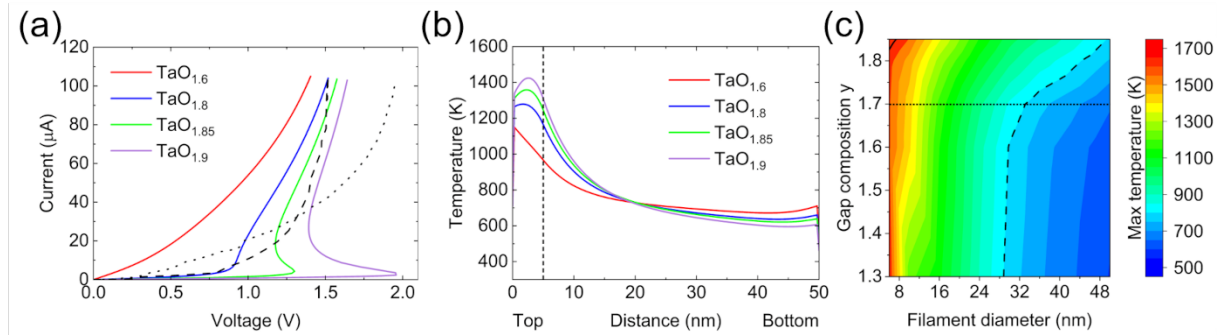 (a)
Current (μA)
120
100
80
60
40
20
0
TaO1.6
TaO1.8
TaO1.85
TaO1.9
0.0 0.5 1.0 1.5 2.0
Voltage (V)
(b)
Temperature (K)
1600
1400
1200
1000
800
600
400
TaO1.6
TaO1.8
TaO1.85
TaO1.9
0 10 20 30 40 50
Top Distance (nm) Bottom
(c)
Gap composition y
1.8
1.7
1.6
1.5
1.4
1.3
8 16 24 32 40 48
Filament diameter (nm)
Max temperature (K)
1700
1500
1300
1100
900
700
500